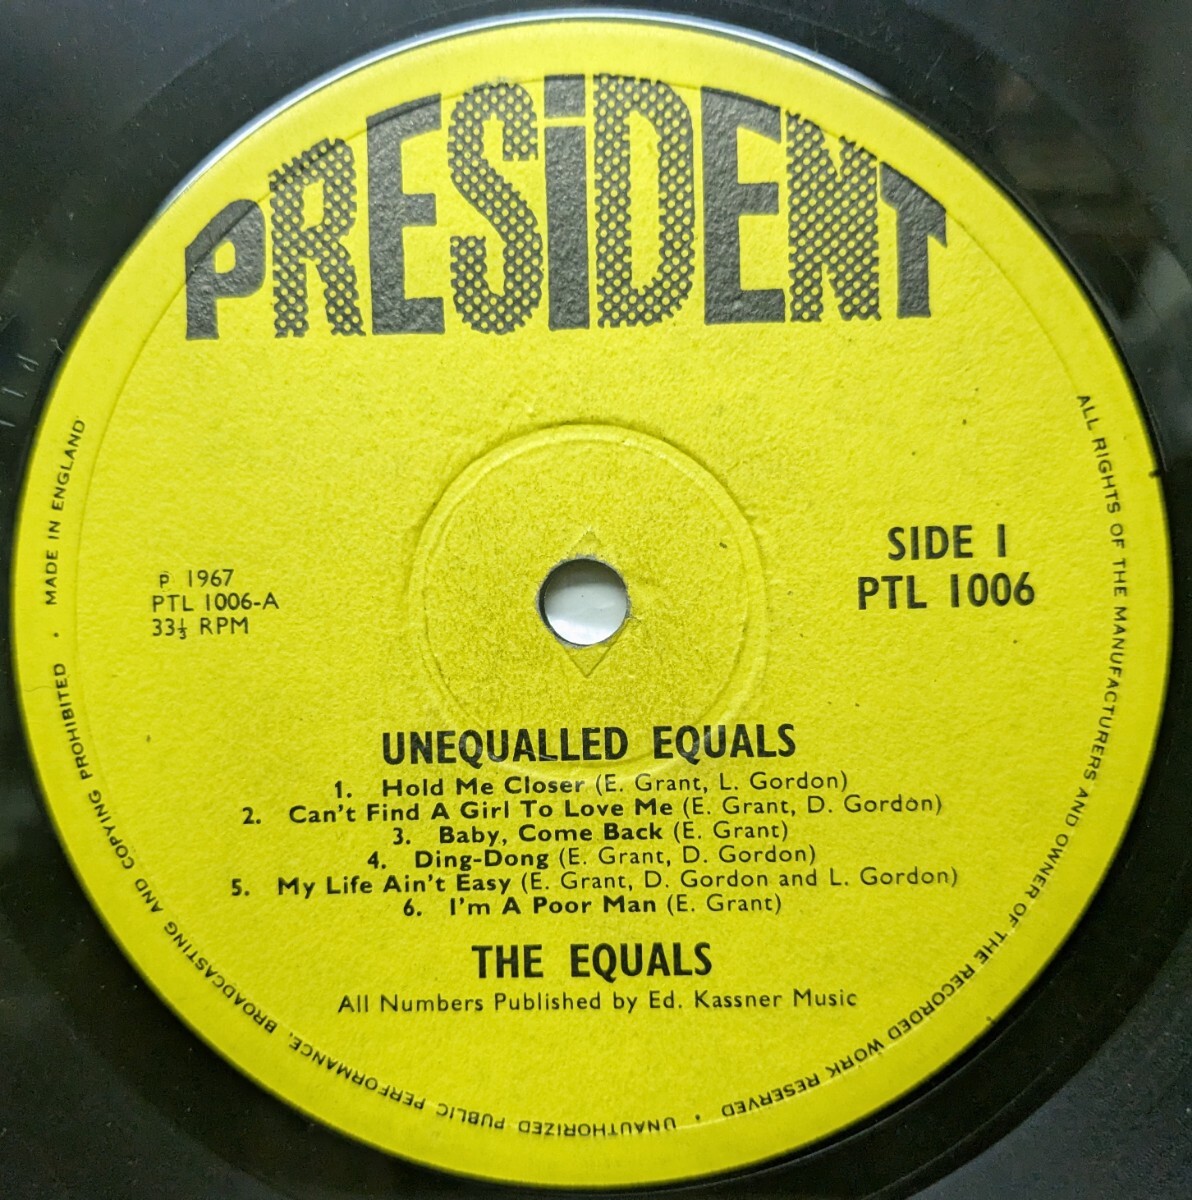 PRESiDENT
SIDE 1
PTL 1006
P 1967
PTL 1006-A
33⅓ RPM
UNEQUALLED EQUALS
1. Hold Me Closer (E. Grant, L. Gordon)
2. Can't Find A Girl To Love Me (E. Grant, D. Gordon)
3. Baby, Come Back (E. Grant)
4. Ding-Dong (E. Grant, D. Gordon)
5. My Life Ain't Easy (E. Grant, D. Gordon and L. Gordon)
6. I'm A Poor Man (E. Grant)
THE EQUALS
All Numbers Published by Ed. Kassner Music
ALL RIGHTS OF THE MANUFACTURERS AND OWNER OF THE RECORDED WORK RESERVED · UNAUTHORIZED PUBLIC PERFORMANCE, BROADCASTING AND COPYING PROHIBITED · MADE IN ENGLAND